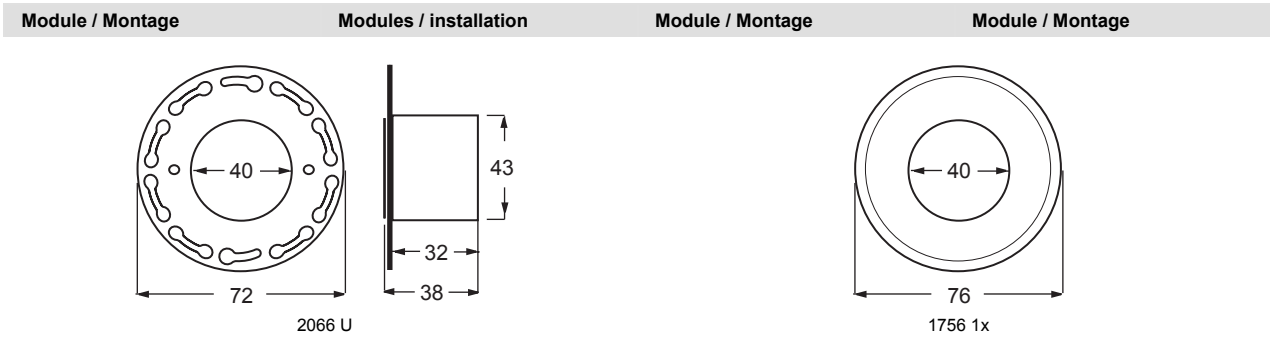 Module / Montage Modules / installation Module / Montage Module / Montage
40
43
40
32
72
38
76
2066 U
1756 1x